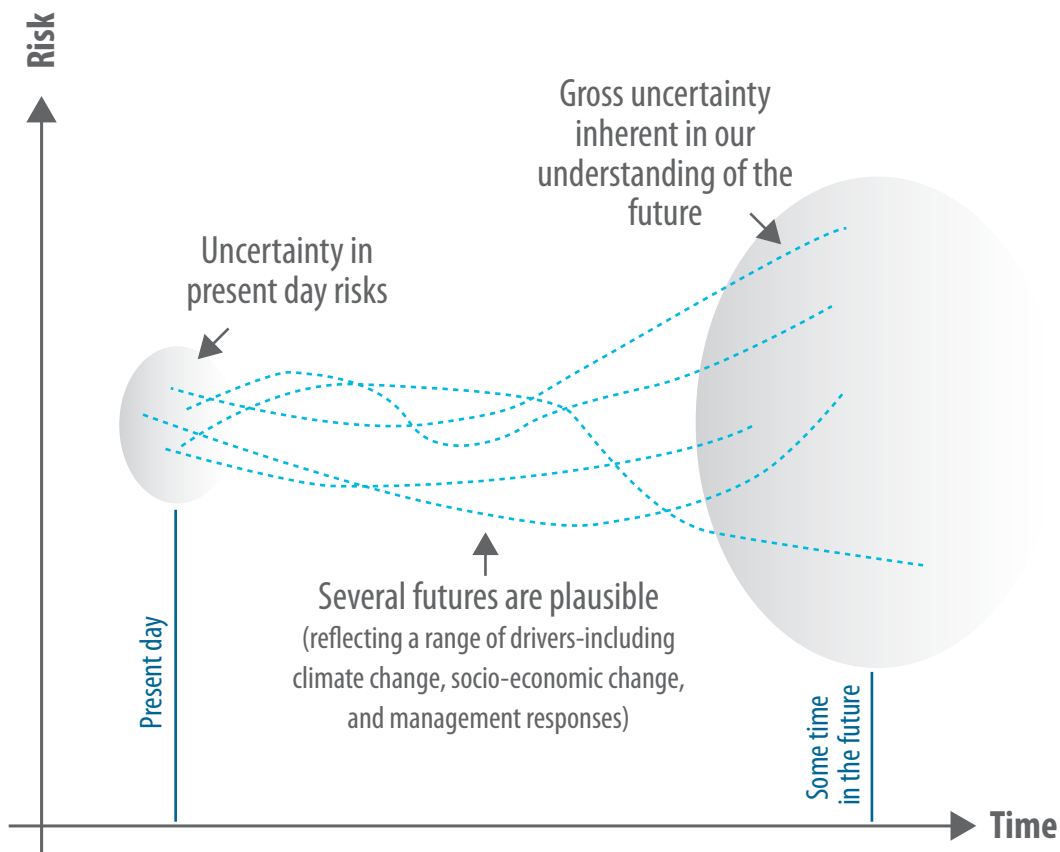 Risk
Gross uncertainty
inherent in our
understanding of the
future
Uncertainty in
present day risks
Several futures are plausible
(reflecting a range of drivers-including
climate change, socio-economic change,
and management responses)
Present day
Some time
in the future
Time